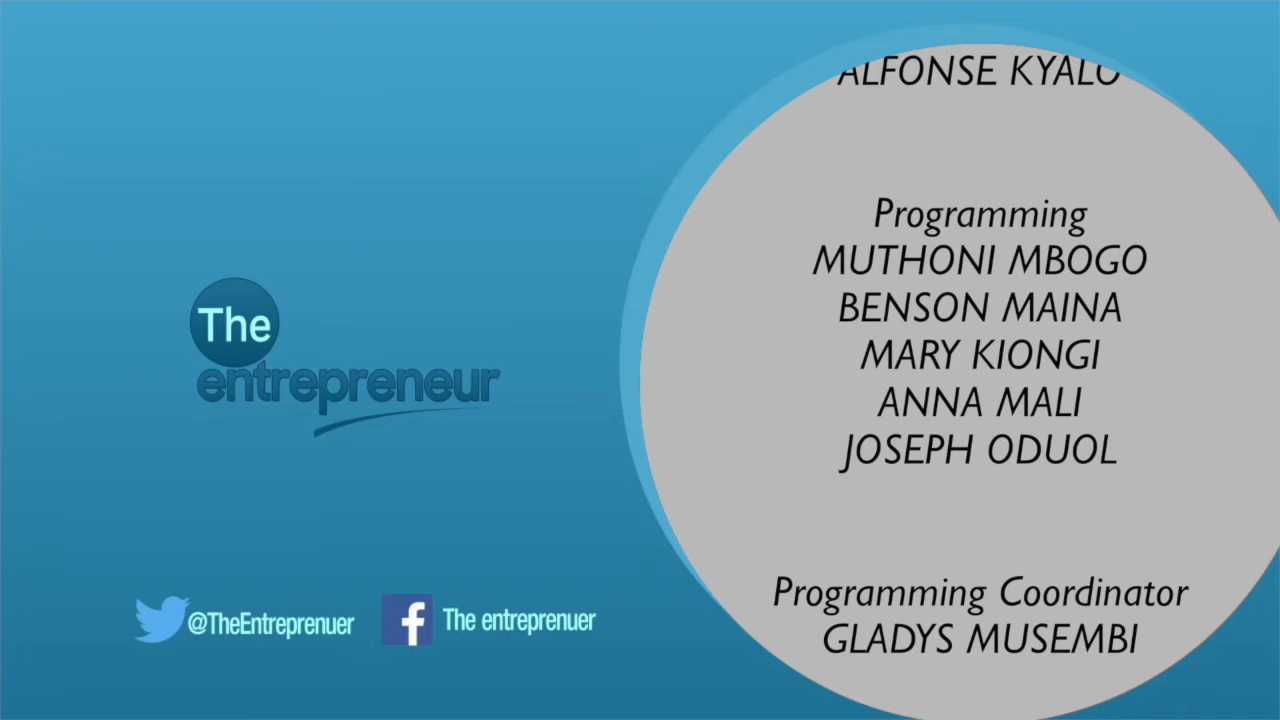 The
entrepreneur
@TheEntreprenuer
The entreprenuer
ALFONSE KYALO
Programming
MUTHONI MBOGO
BENSON MAINA
MARY KIONGI
ANNA MALI
JOSEPH ODUOL
Programming Coordinator
GLADYS MUSEMBI